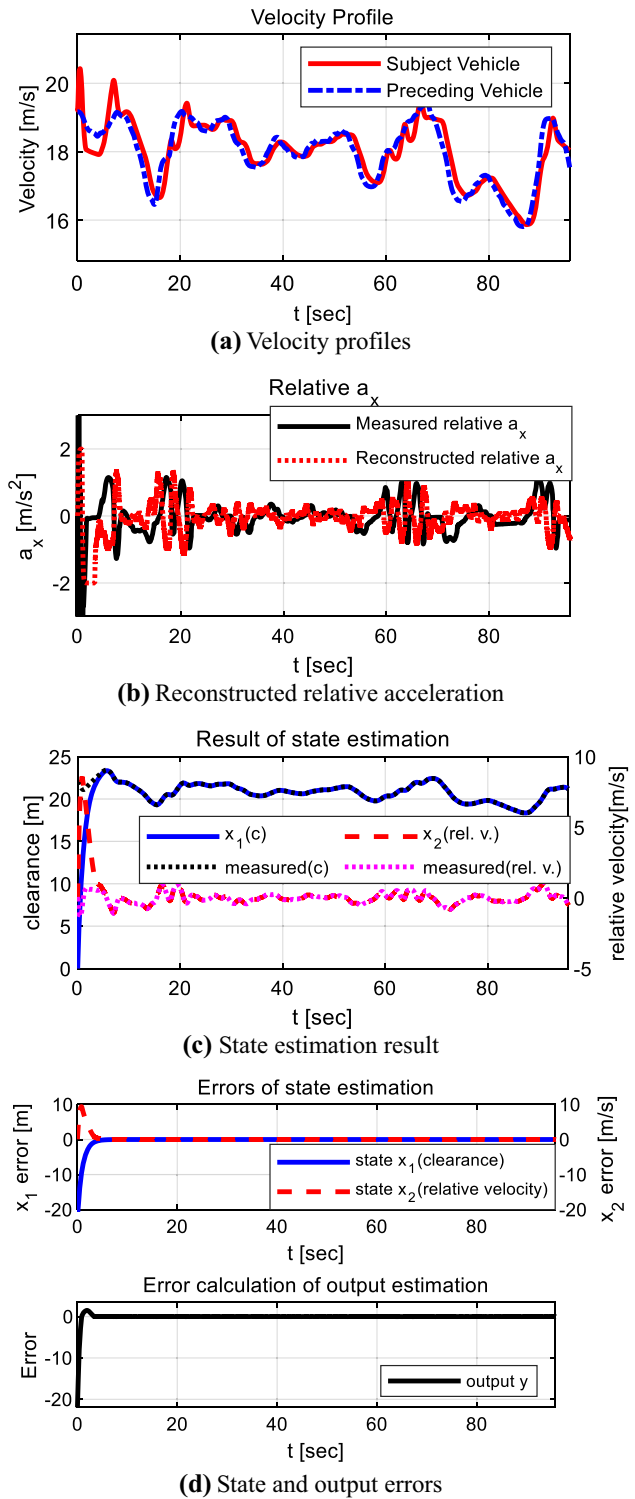 Velocity Profile
Velocity [m/s]
20
18
16
Subject Vehicle
Preceding Vehicle
0 20 40 60 80
t [sec]
(a) Velocity profiles
Relative a_x
a_x [m/s^2]
2
0
-2
Measured relative a_x
Reconstructed relative a_x
0 20 40 60 80
t [sec]
(b) Reconstructed relative acceleration
Result of state estimation
clearance [m]
25
20
15
10
5
0
x_1(c) x_2(rel. v.)
measured(c) measured(rel. v.)
10
5
0
-5
relative velocity[m/s]
0 20 40 60 80
t [sec]
(c) State estimation result
Errors of state estimation
x_1 error [m]
10
0
-10
-20
state x_1(clearance)
state x_2(relative velocity)
10
0
-10
-20
x_2 error [m/s]
0 20 40 60 80
t [sec]
Error calculation of output estimation
Error
0
-10
-20
output y
0 20 40 60 80
t [sec]
(d) State and output errors